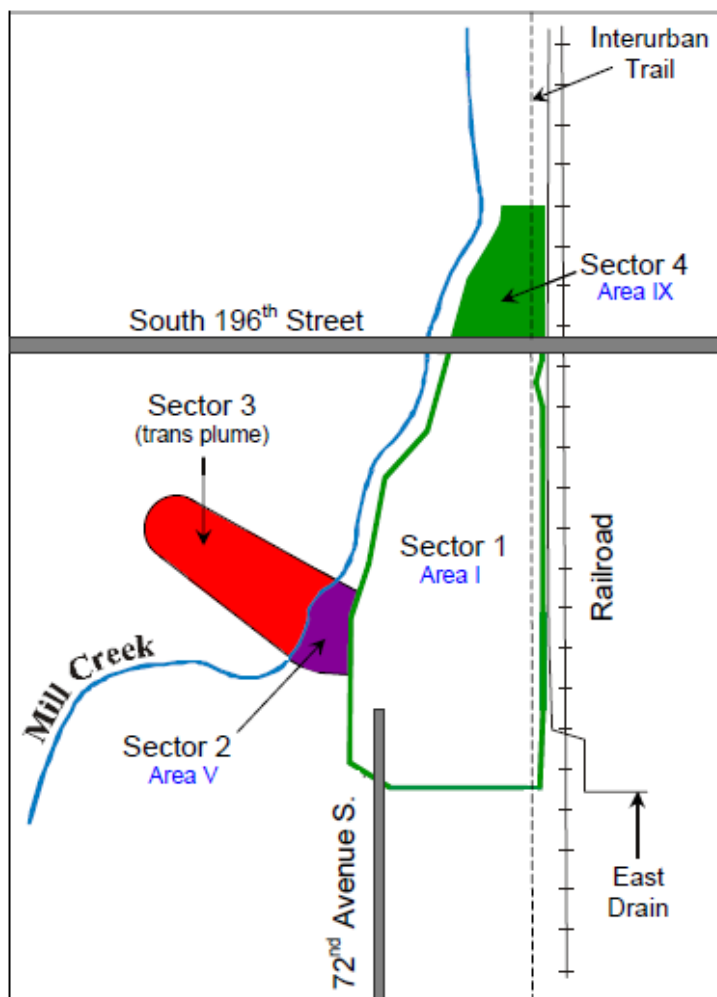 Interurban
Trail
Sector 4
Area IX
South 196th Street
Sector 3
(trans plume)
Sector 1
Area I
Railroad
Mill Creek
Sector 2
Area V
72nd Avenue S.
East
Drain